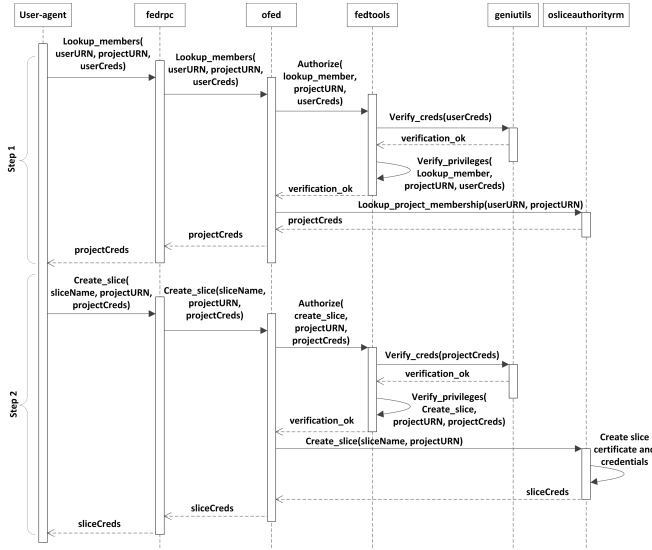 User-agent
fedrpc
ofed
fedtools
geniutils
osliceauthorityrm
Step 1
Lookup_members(
userURN, projectURN,
userCreds)
Lookup_members(
userURN, projectURN,
userCreds)
Authorize(
lookup_member,
projectURN,
userCreds)
Verify_creds(userCreds)
verification_ok
Verify_privileges(
Lookup_member,
projectURN, userCreds)
verification_ok
Lookup_project_membership(userURN, projectURN)
projectCreds
projectCreds
projectCreds
Step 2
Create_slice(
sliceName, projectURN,
projectCreds)
Create_slice(sliceName,
projectURN,
projectCreds)
Authorize(
create_slice,
projectURN,
projectCreds)
Verify_creds(projectCreds)
verification_ok
Verify_privileges(
Create_slice,
projectURN, projectCreds)
verification_ok
Create_slice(sliceName, projectURN)
Create slice
certificate and
credentials
sliceCreds
sliceCreds
sliceCreds